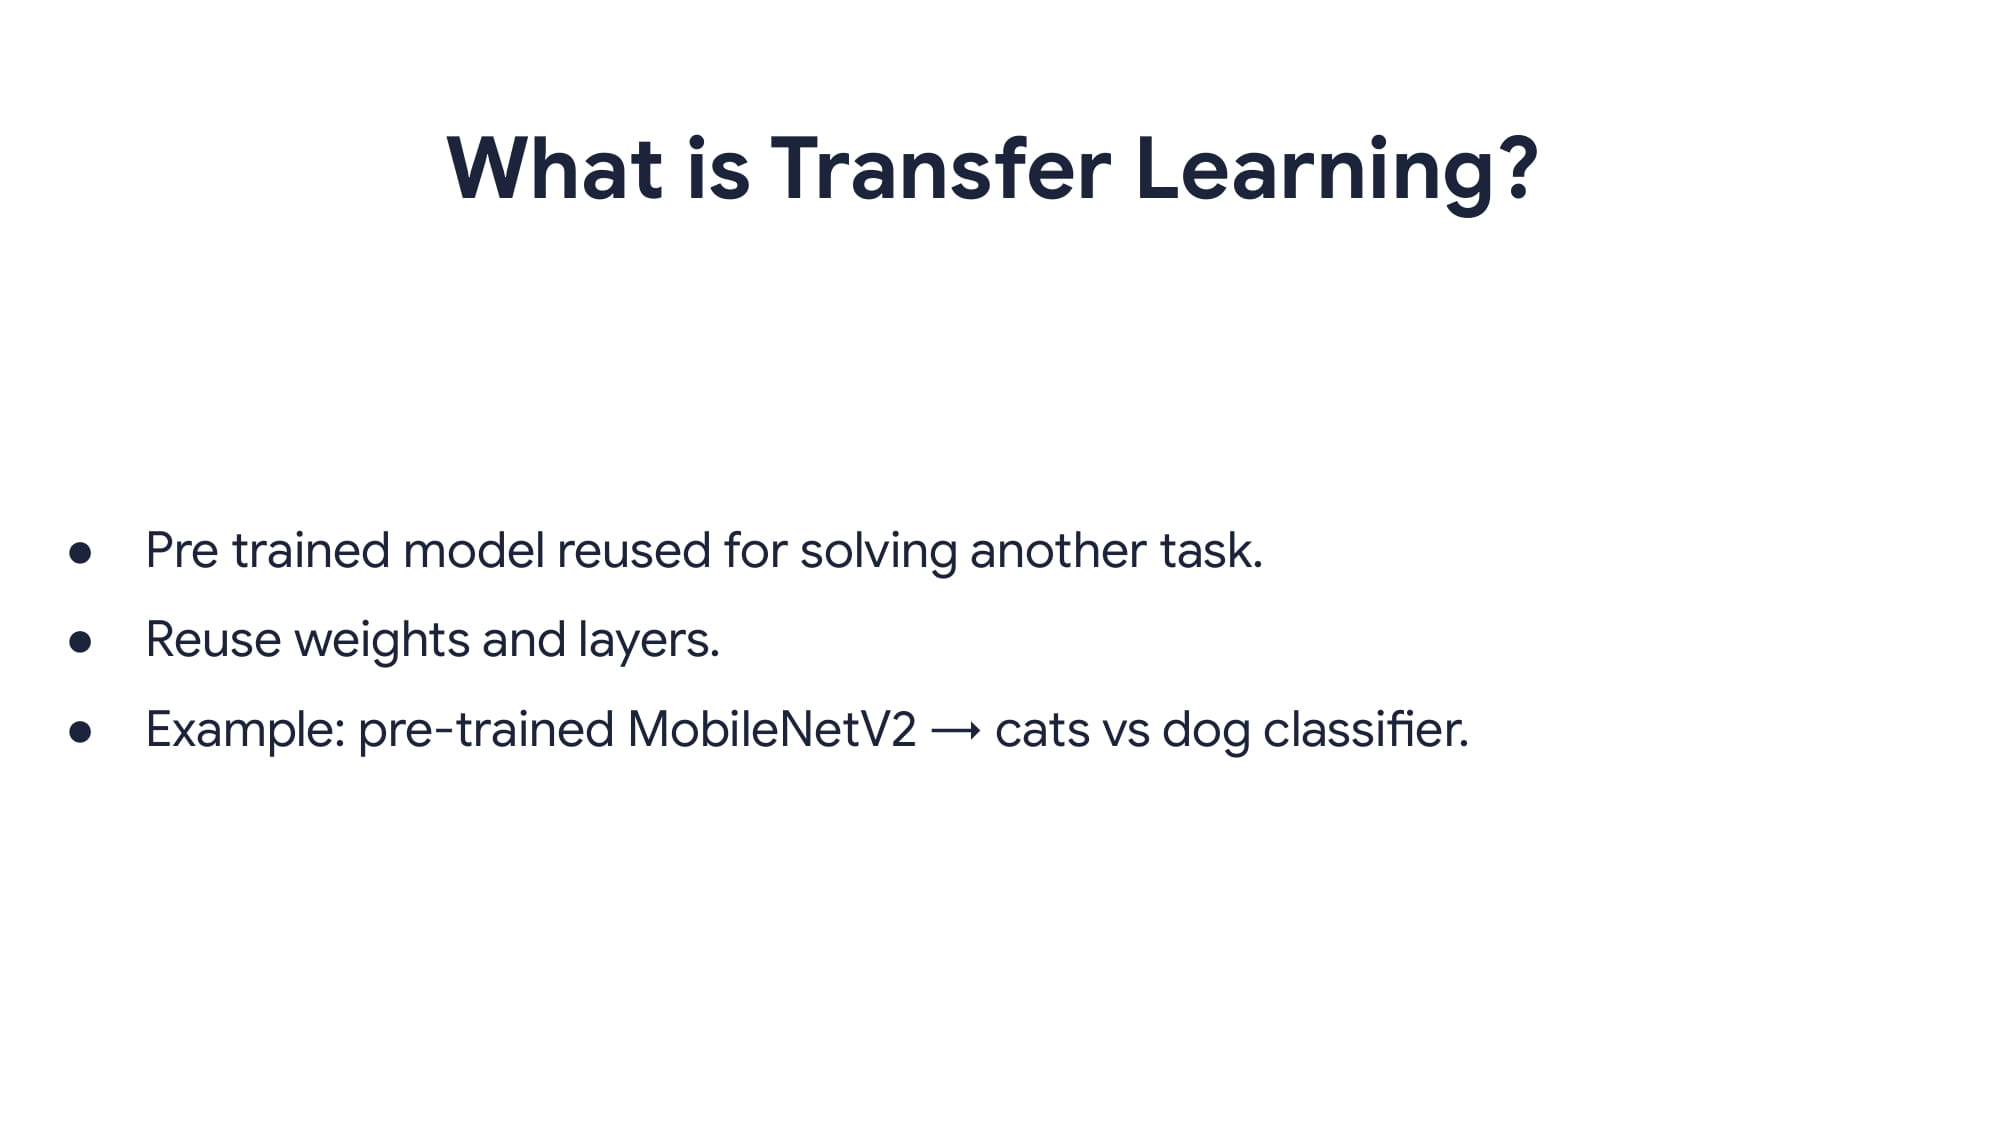 What is Transfer Learning?
● Pre trained model reused for solving another task.
● Reuse weights and layers.
● Example: pre-trained MobileNetV2 → cats vs dog classifier.